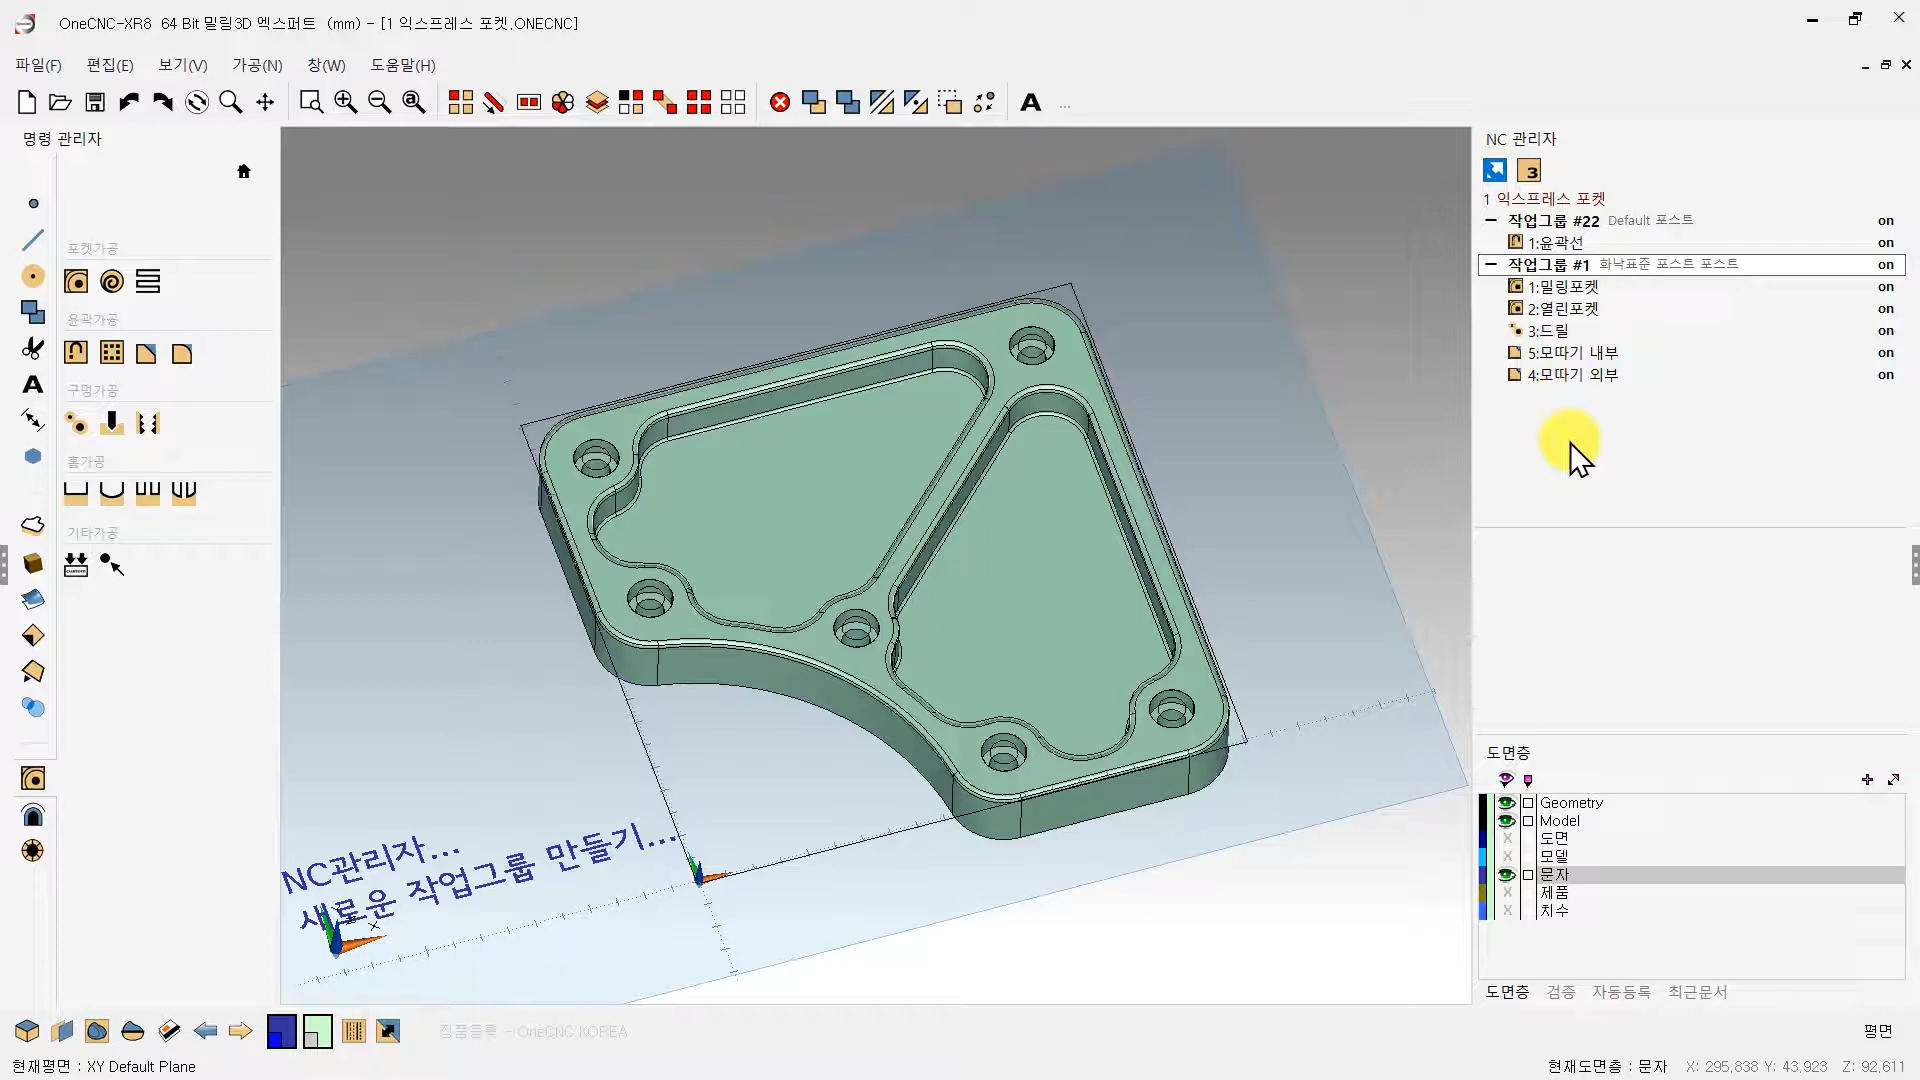 OneCNC-XR8 64 Bit 밀링3D 엑스퍼트 (mm) - [1 익스프레스 포켓.ONECNC]
파일(F) 편집(E) 보기(V) 가공(N) 창(W) 도움말(H)
A ...
명령 관리자
포켓가공
윤곽가공
구멍가공
홈가공
기타가공
A
custom
NC관리자...
새로운 작업그룹 만들기...
X
NC 관리자
3
1 익스프레스 포켓
작업그룹 #22 Default 포스트 on
1:윤곽선 on
작업그룹 #1 화낙표준 포스트 포스트 on
1:밀링포켓 on
2:열린포켓 on
3:드릴 on
5:모따기 내부 on
4:모따기 외부 on
도면층
Geometry
Model
X 도면
X 모델
문자
X 제품
X 치수
도면층 검증 자동등록 최근문서
정품등록 - OneCNC KOREA
평면
현재평면 : XY Default Plane
현재도면층 : 문자 X: 295,838 Y: 43,923 Z: 92,611